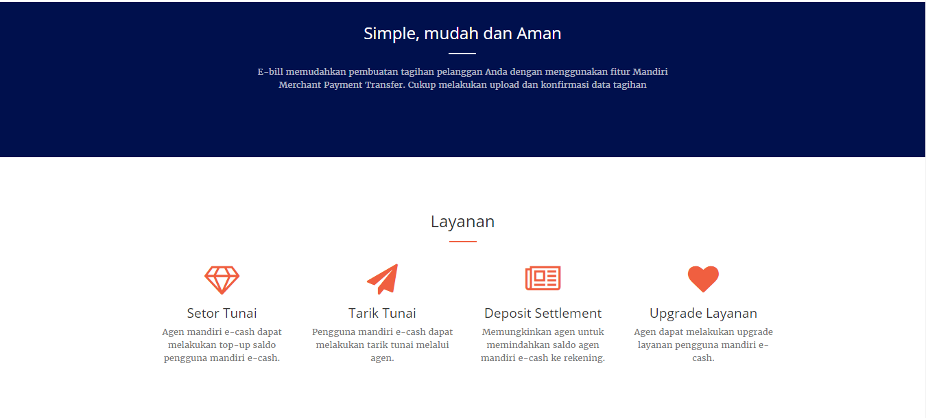 Simple, mudah dan Aman
E-bill memudahkan pembuatan tagihan pelanggan Anda dengan menggunakan fitur Mandiri
Merchant Payment Transfer. Cukup melakukan upload dan konfirmasi data tagihan
Layanan
Setor Tunai
Agen mandiri e-cash dapat
melakukan top-up saldo
pengguna mandiri e-cash.
Tarik Tunai
Pengguna mandiri e-cash dapat
melakukan tarik tunai melalui
agen.
Deposit Settlement
Memungkinkan agen untuk
memindahkan saldo agen
mandiri e-cash ke rekening.
Upgrade Layanan
Agen dapat melakukan upgrade
layanan pengguna mandiri e-
cash.